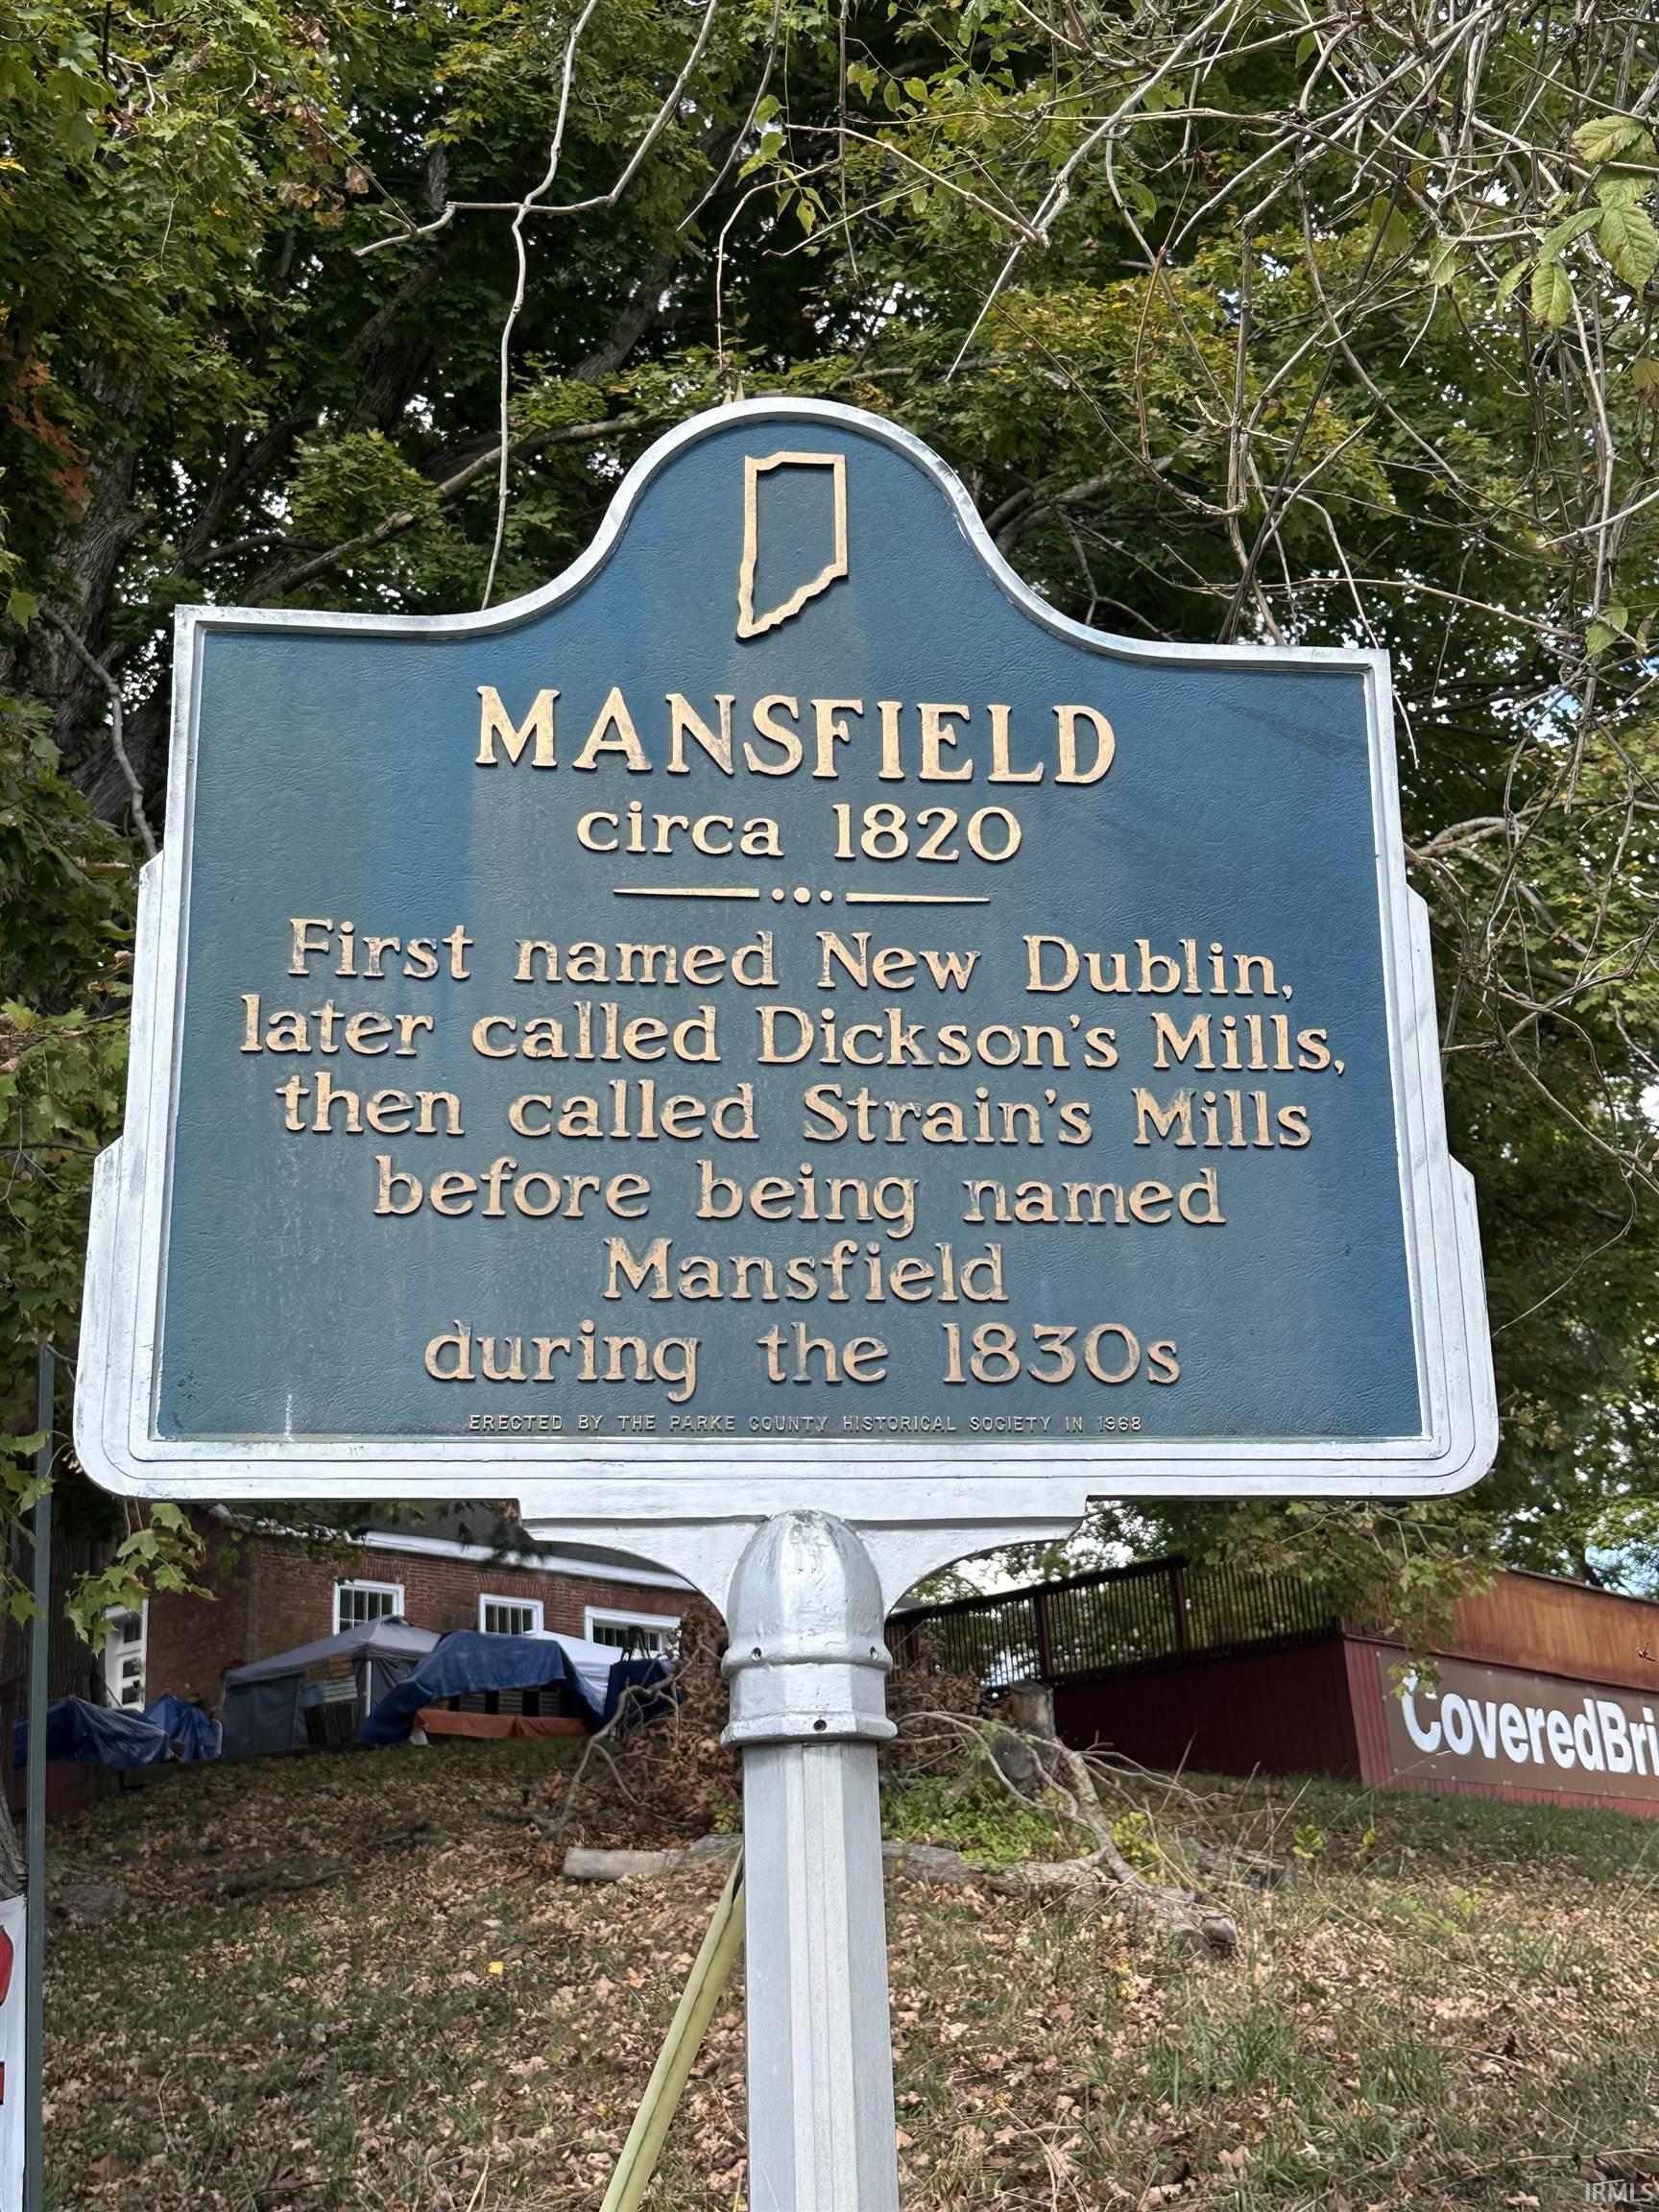 MANSFIELD
circa 1820
First named New Dublin,
later called Dickson's Mills,
then called Strain's Mills
before being named
Mansfield
during the 1830s
ERECTED BY THE PARKE COUNTY HISTORICAL SOCIETY IN 1968
CoveredBri
IRMLS